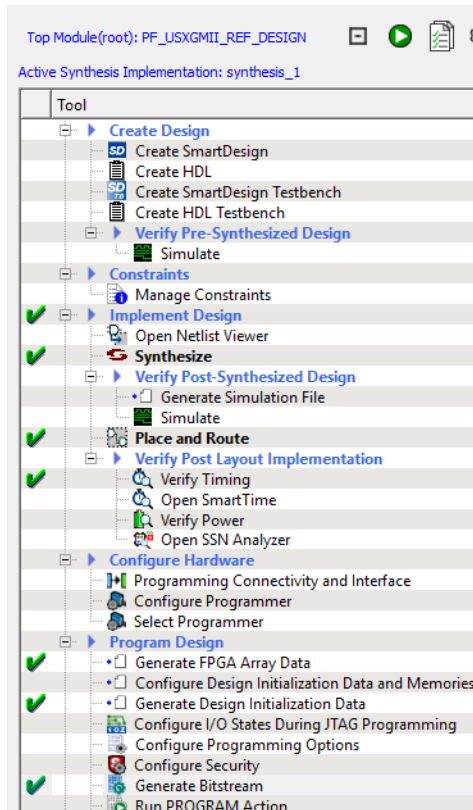 Top Module(root): PF_USXGMII_REF_DESIGN
Active Synthesis Implementation: synthesis_1
Tool
Create Design
Create SmartDesign
Create HDL
Create SmartDesign Testbench
Create HDL Testbench
Verify Pre-Synthesized Design
Simulate
Constraints
Manage Constraints
Implement Design
Open Netlist Viewer
Synthesize
Verify Post-Synthesized Design
Generate Simulation File
Simulate
Place and Route
Verify Post Layout Implementation
Verify Timing
Open SmartTime
Verify Power
Open SSN Analyzer
Configure Hardware
Programming Connectivity and Interface
Configure Programmer
Select Programmer
Program Design
Generate FPGA Array Data
Configure Design Initialization Data and Memories
Generate Design Initialization Data
Configure I/O States During JTAG Programming
Configure Programming Options
Configure Security
Generate Bitstream
Run PROGRAM Action